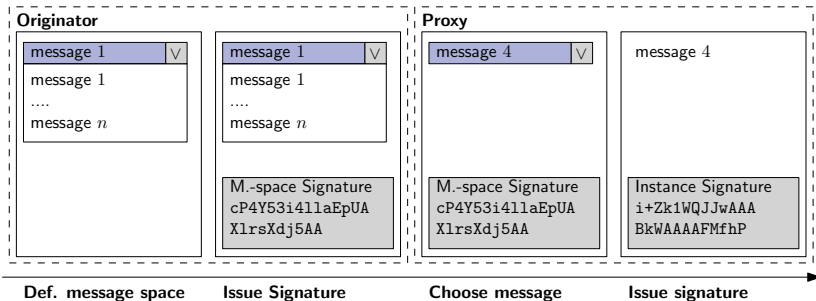 Originator
message 1 ∨
message 1
....
message n
message 1 ∨
message 1
....
message n
M.-space Signature
cP4Y53i4llaEpUA
XlrsXdj5AA
Proxy
message 4 ∨
M.-space Signature
cP4Y53i4llaEpUA
XlrsXdj5AA
message 4
Instance Signature
i+Zk1WQJJwAAA
BkWAAAAFMfhP
Def. message space
Issue Signature
Choose message
Issue signature